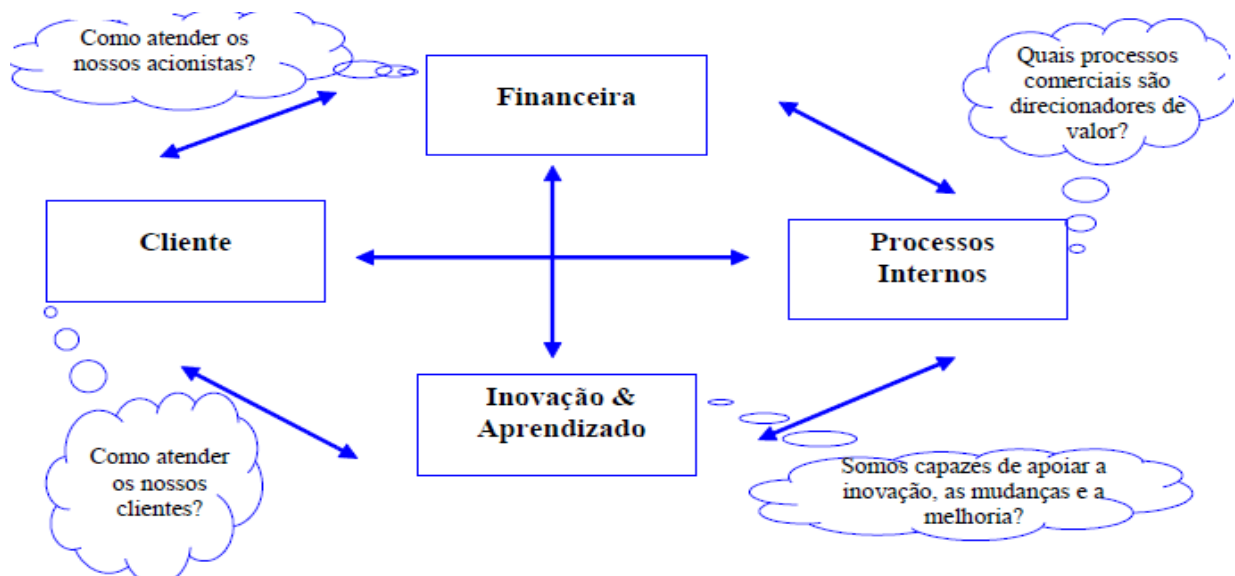 Como atender os
nossos acionistas?
Financeira
Quais processos
comerciais são
direcionadores de
valor?
Cliente
Processos
Internos
Inovação &
Aprendizado
Como atender
os nossos
clientes?
Somos capazes de apoiar a
inovação, as mudanças e a
melhoria?